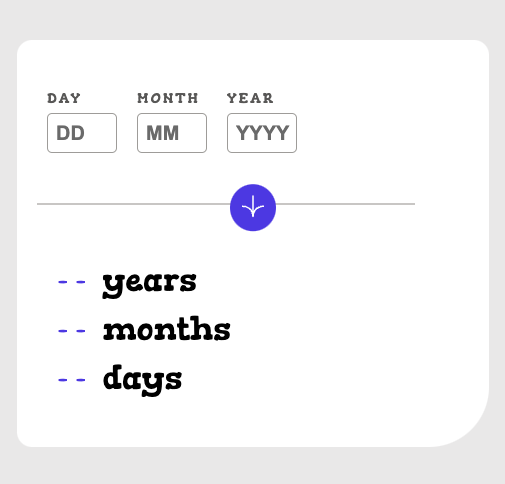 DAY MONTH YEAR
DD MM YYYY
-- years
-- months
-- days